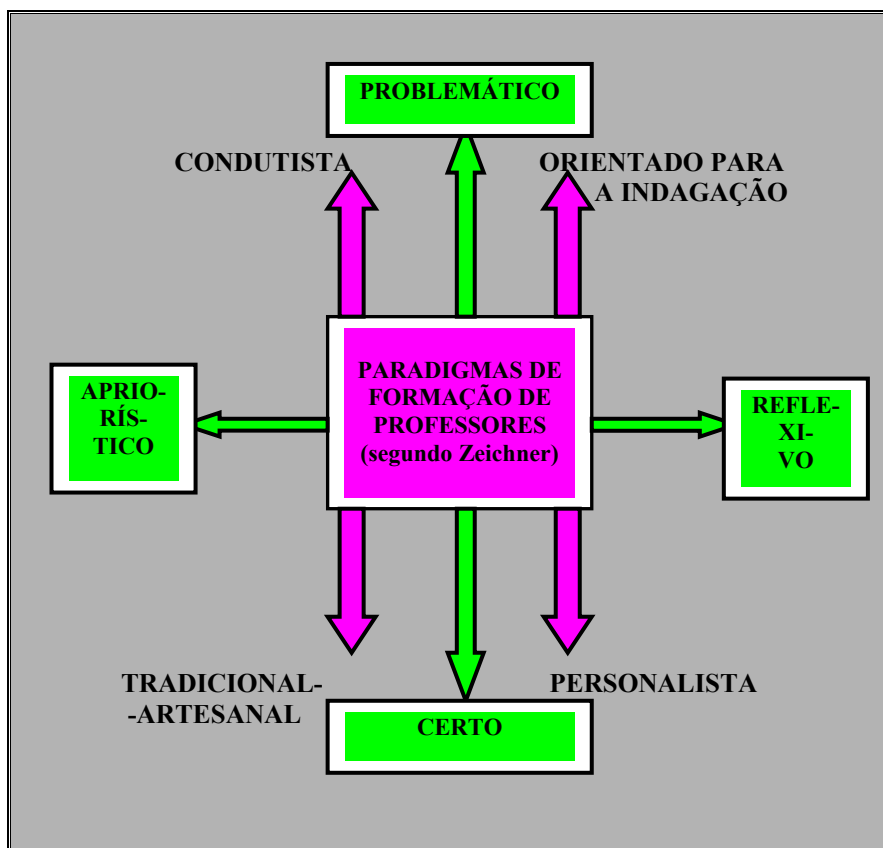 PROBLEMÁTICO
CONDUTISTA
ORIENTADO PARA
A INDAGAÇÃO
PARADIGMAS DE
FORMAÇÃO DE
PROFESSORES
(segundo Zeichner)
APRIO-
RÍS-
TICO
REFLE-
XI-
VO
TRADICIONAL-
-ARTESANAL
PERSONALISTA
CERTO